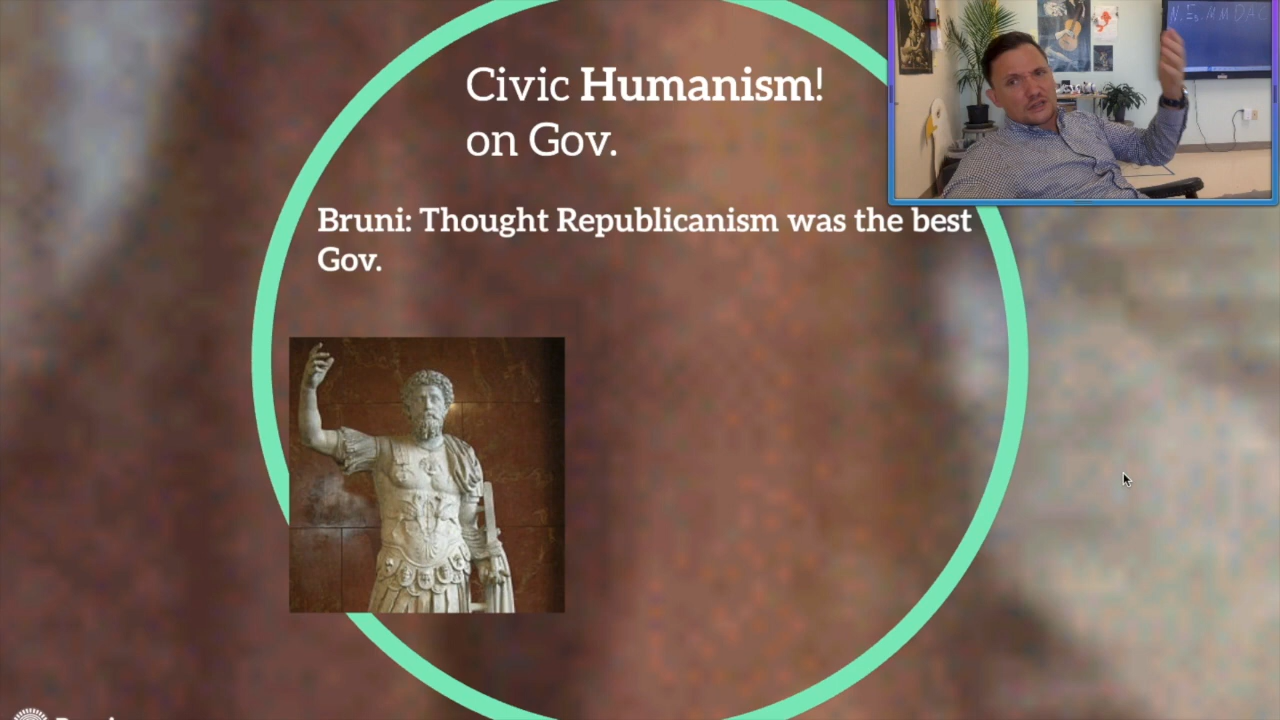 Civic Humanism!
on Gov.
Bruni: Thought Republicanism was the best
Gov.